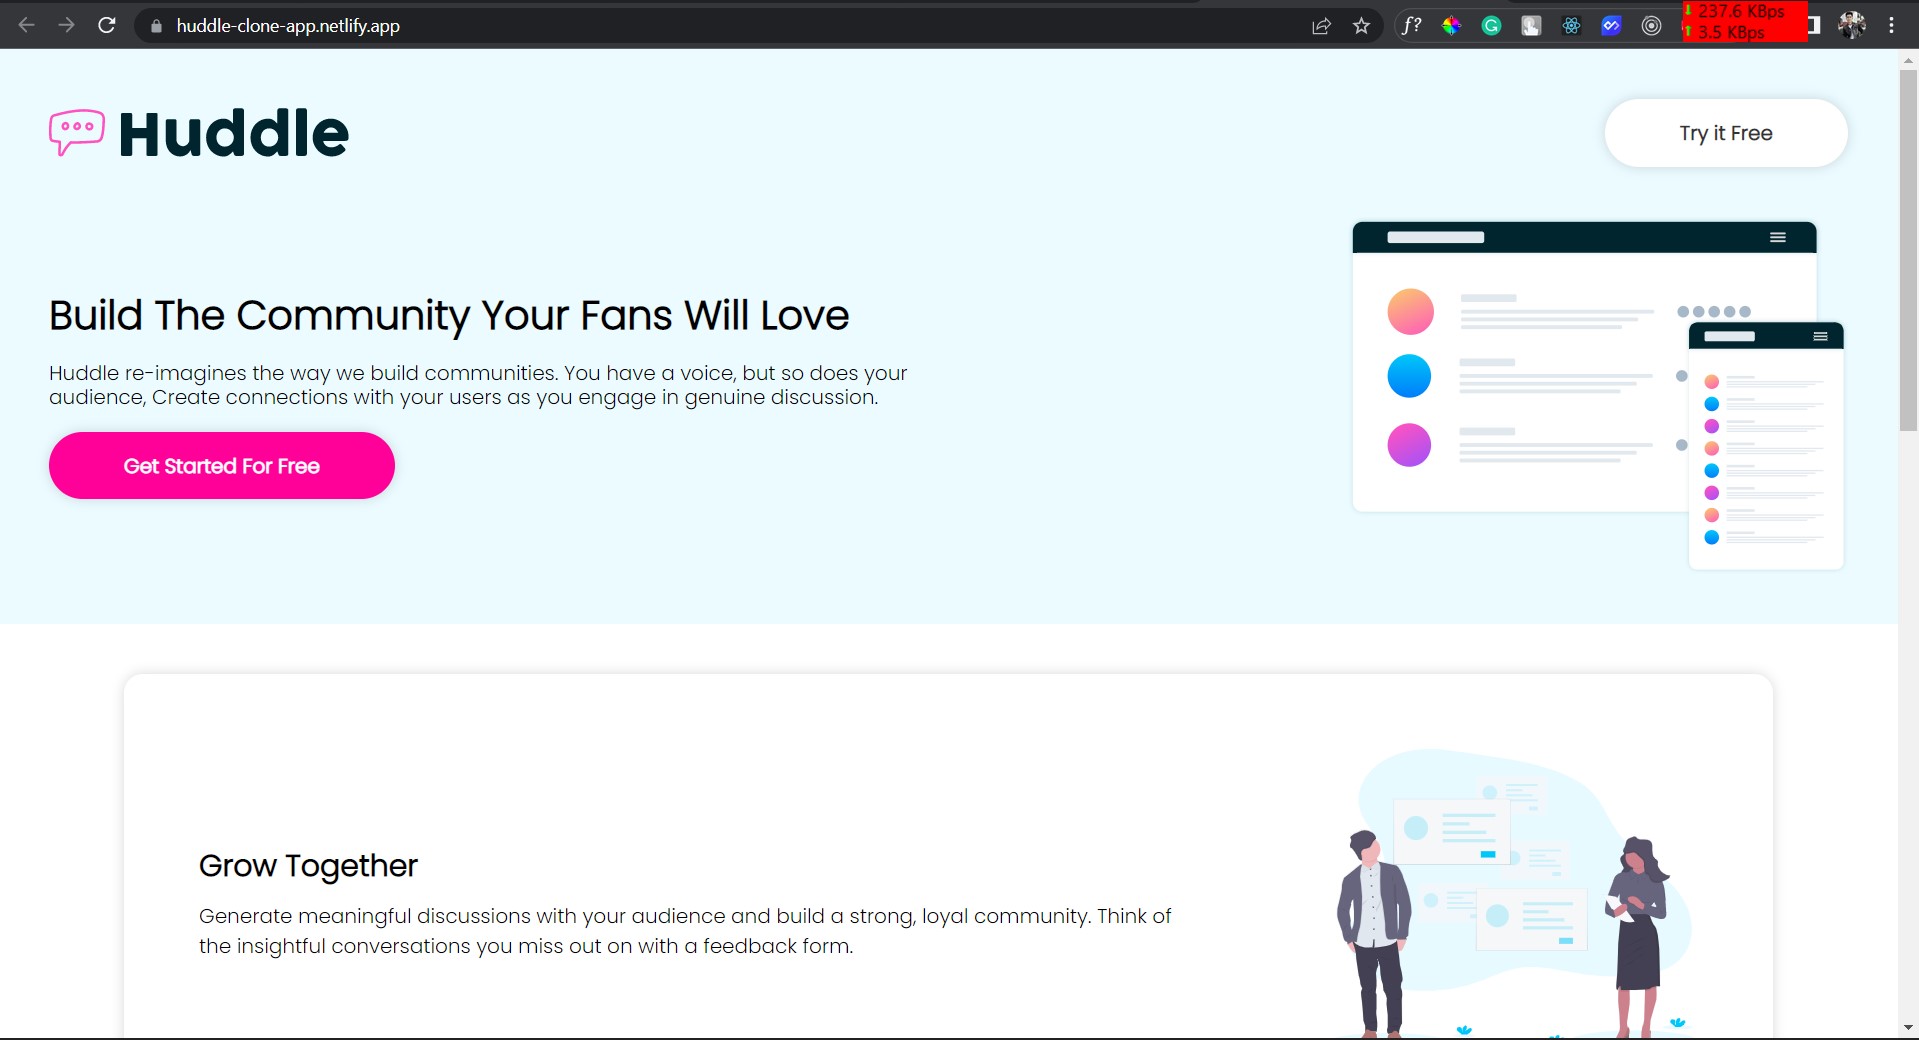 huddle-clone-app.netlify.app
f?
237.6 KBps
3.5 KBps
Huddle
Try it Free
Build The Community Your Fans Will Love
Huddle re-imagines the way we build communities. You have a voice, but so does your
audience, Create connections with your users as you engage in genuine discussion.
Get Started For Free
Grow Together
Generate meaningful discussions with your audience and build a strong, loyal community. Think of
the insightful conversations you miss out on with a feedback form.